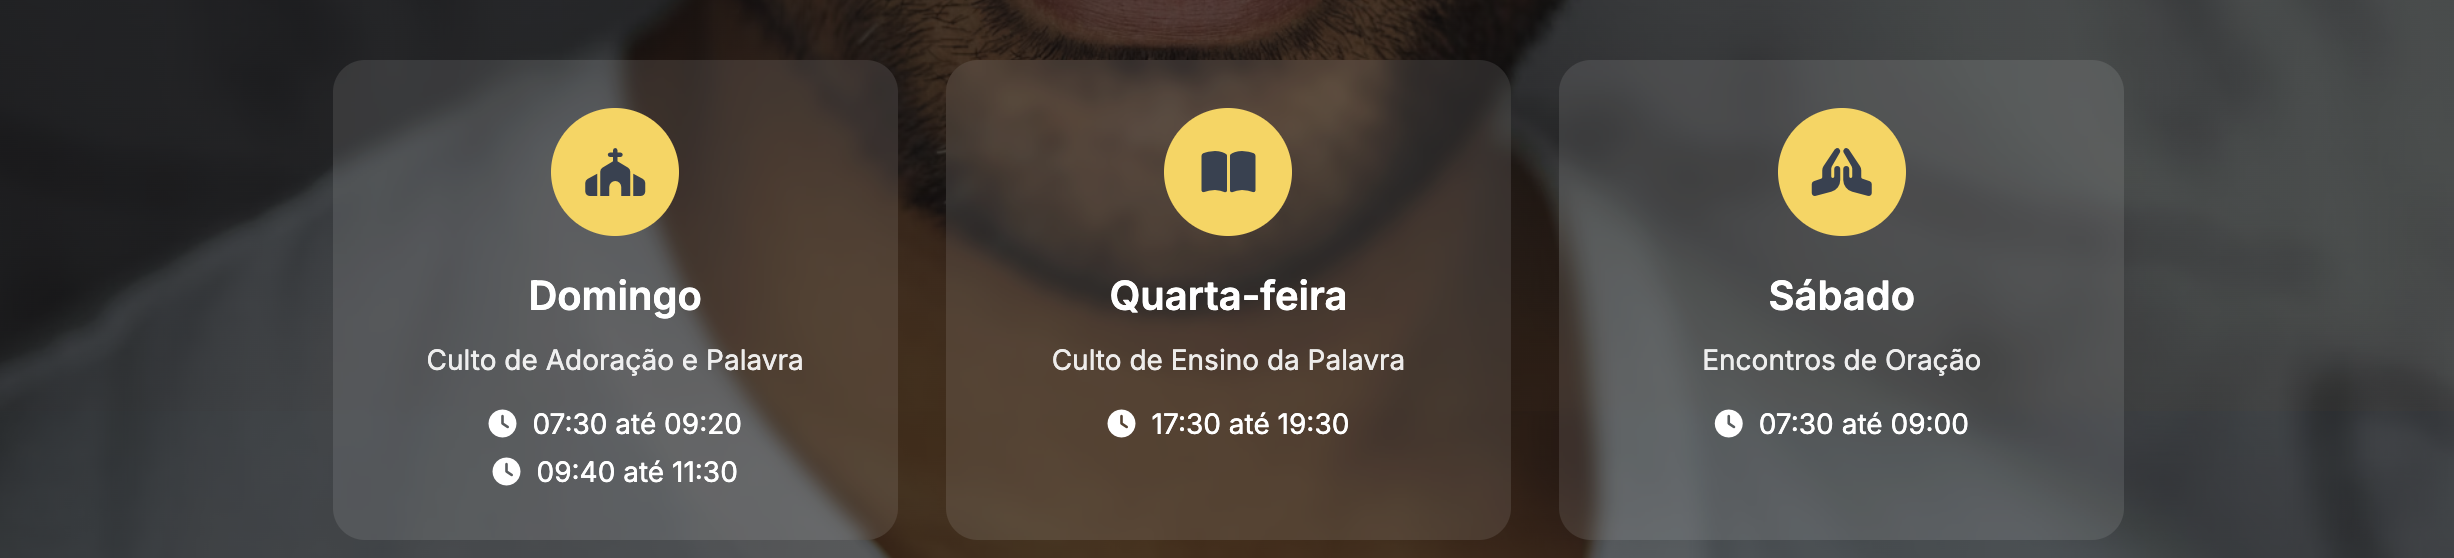 Domingo
Culto de Adoração e Palavra
07:30 até 09:20
09:40 até 11:30
Quarta-feira
Culto de Ensino da Palavra
17:30 até 19:30
Sábado
Encontros de Oração
07:30 até 09:00